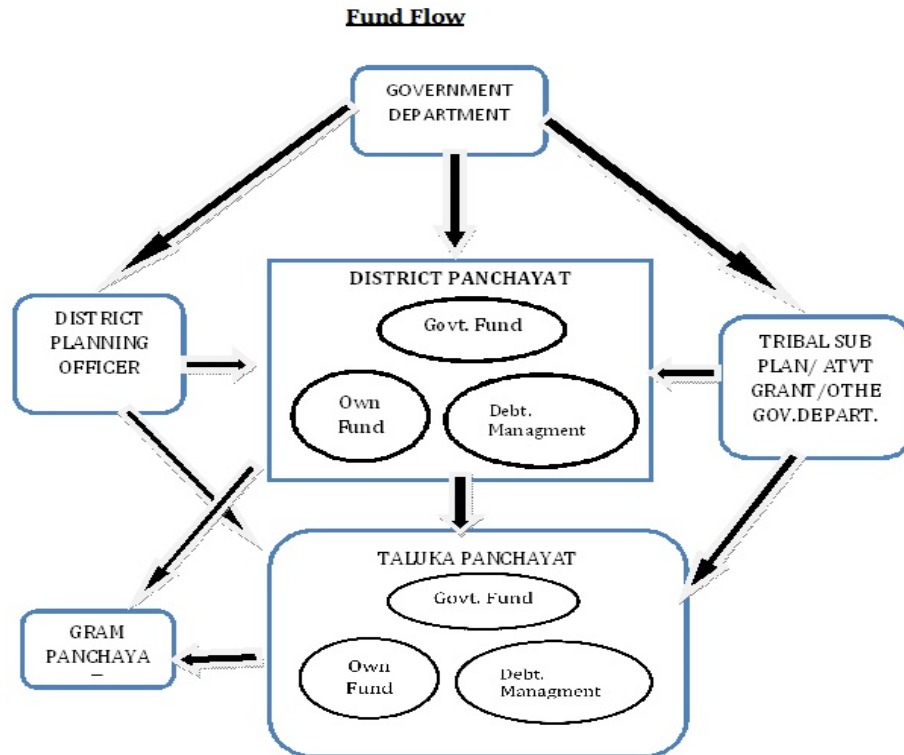 Fund Flow
GOVERNMENT
DEPARTMENT
DISTRICT PANCHAYAT
Govt. Fund
Own
Fund
Debt.
Managment
DISTRICT
PLANNING
OFFICER
TRIBAL SUB
PLAN/ ATVT
GRANT/OTHE
GOV.DEPART.
TALUKA PANCHAYAT
Govt. Fund
Own
Fund
Debt.
Managment
GRAM
PANCHAYA